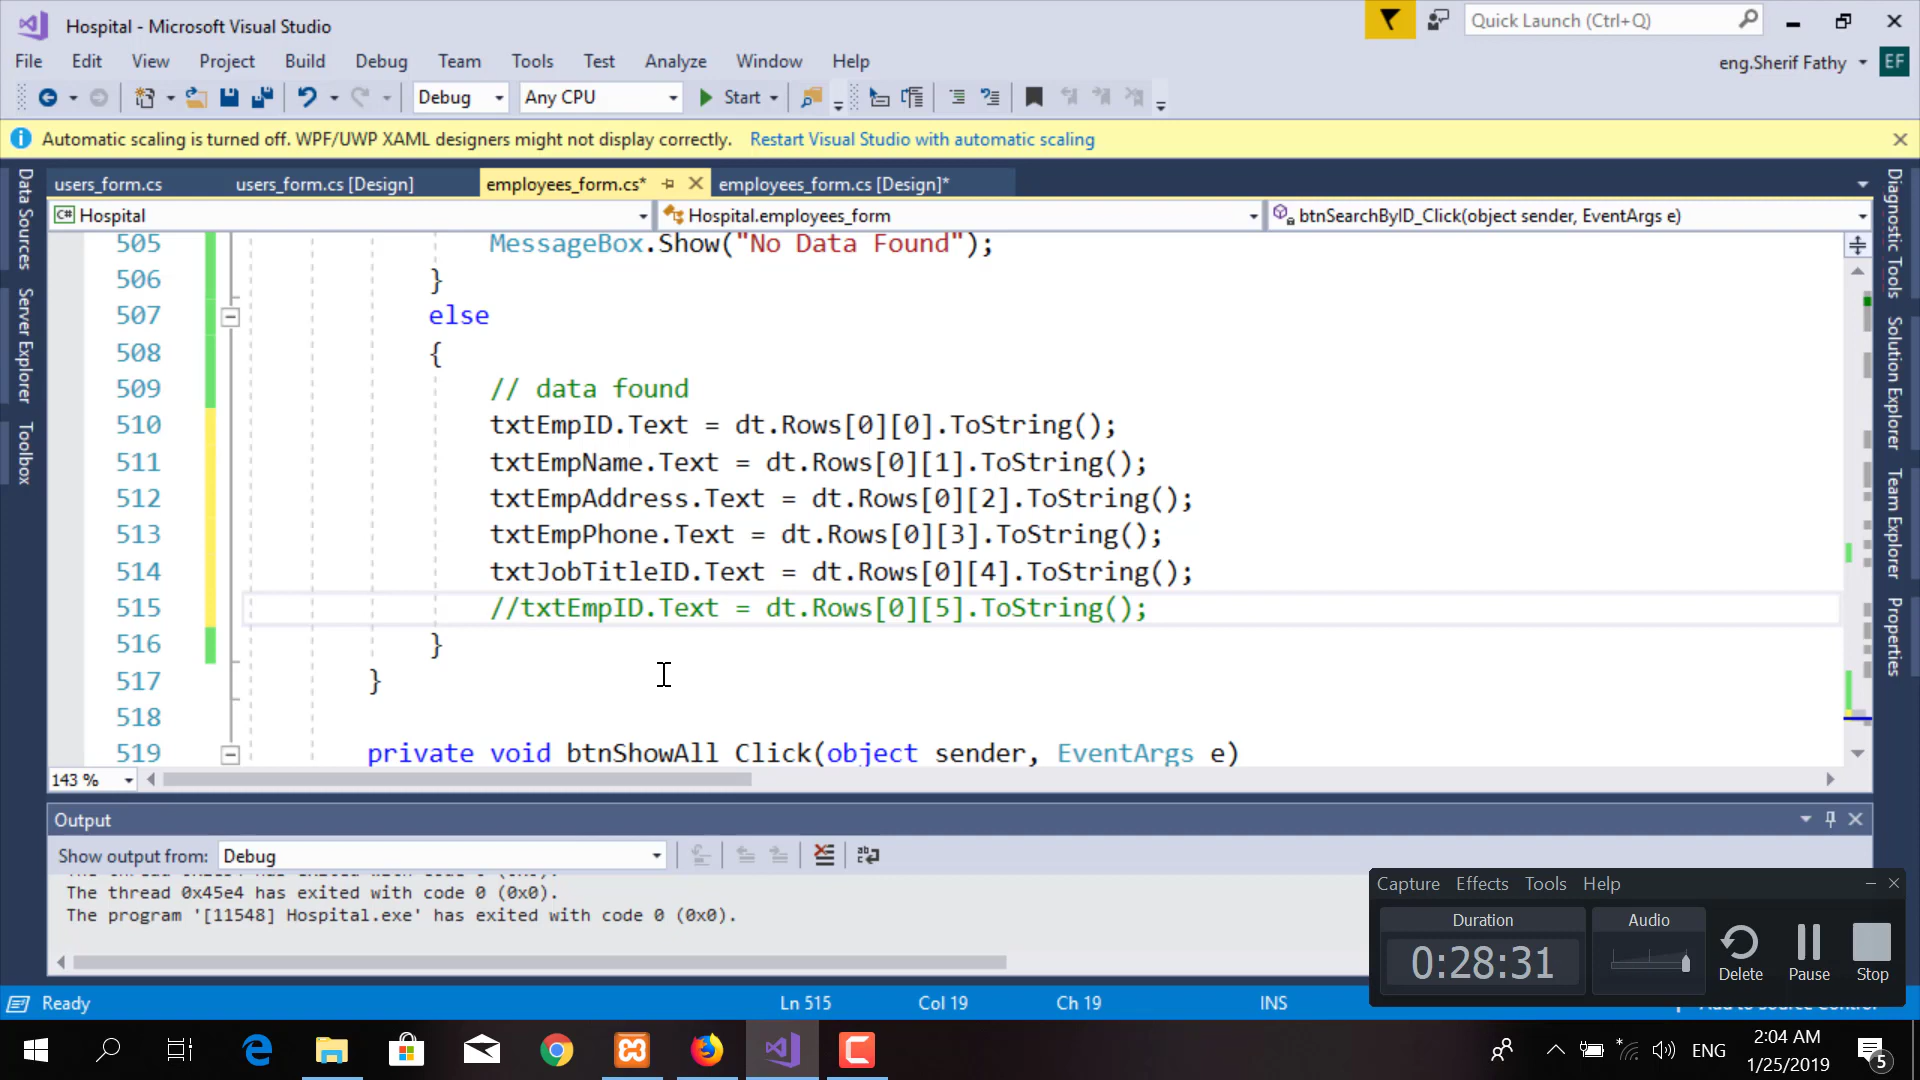 Hospital - Microsoft Visual Studio
Quick Launch (Ctrl+Q)
File Edit View Project Build Debug Team Tools Test Analyze Window Help
eng.Sherif Fathy EF
Debug Any CPU Start
Automatic scaling is turned off. WPF/UWP XAML designers might not display correctly. Restart Visual Studio with automatic scaling
users_form.cs users_form.cs [Design] employees_form.cs* employees_form.cs [Design]*
C# Hospital Hospital.employees_form btnSearchByID_Click(object sender, EventArgs e)
Data Sources
Server Explorer
Toolbox
505 MessageBox.Show("No Data Found");
506 }
507 else
508 {
509 // data found
510 txtEmpID.Text = dt.Rows[0][0].ToString();
511 txtEmpName.Text = dt.Rows[0][1].ToString();
512 txtEmpAddress.Text = dt.Rows[0][2].ToString();
513 txtEmpPhone.Text = dt.Rows[0][3].ToString();
514 txtJobTitleID.Text = dt.Rows[0][4].ToString();
515 //txtEmpID.Text = dt.Rows[0][5].ToString();
516 }
517 }
518
519 private void btnShowAll_Click(object sender, EventArgs e)
Diagnostic Tools
Solution Explorer
Team Explorer
Properties
143 %
Output
Show output from: Debug
The thread 0x45e4 has exited with code 0 (0x0).
The program '[11548] Hospital.exe' has exited with code 0 (0x0).
Capture Effects Tools Help
Duration Audio
0:28:31
Delete Pause Stop
Ready Ln 515 Col 19 Ch 19 INS
ENG
2:04 AM
1/25/2019
5